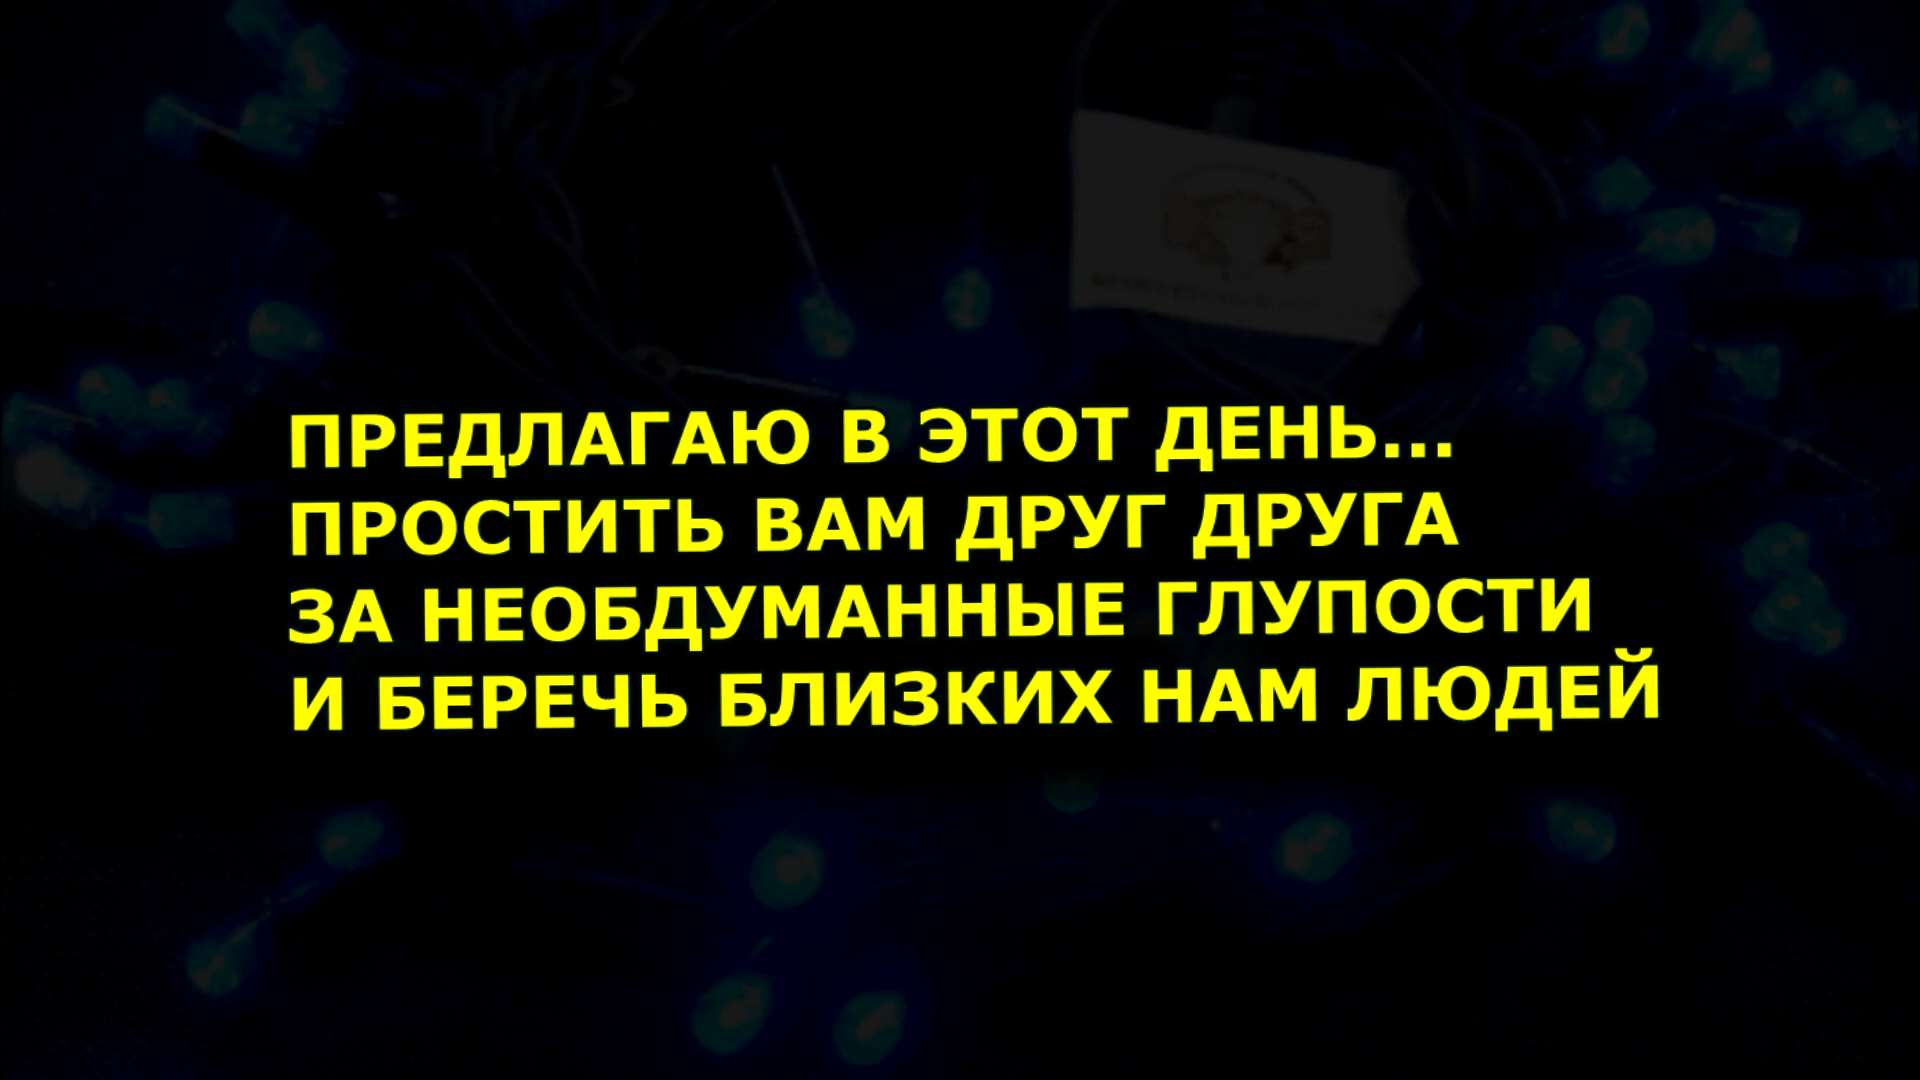 ПРЕДЛАГАЮ В ЭТОТ ДЕНЬ...
ПРОСТИТЬ ВАМ ДРУГ ДРУГА
ЗА НЕОБДУМАННЫЕ ГЛУПОСТИ
И БЕРЕЧЬ БЛИЗКИХ НАМ ЛЮДЕЙ